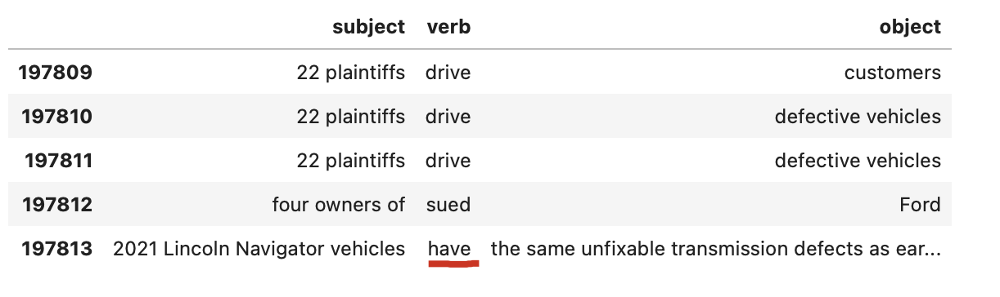 subject verb object
197809 22 plaintiffs drive customers
197810 22 plaintiffs drive defective vehicles
197811 22 plaintiffs drive defective vehicles
197812 four owners of sued Ford
197813 2021 Lincoln Navigator vehicles have the same unfixable transmission defects as ear...